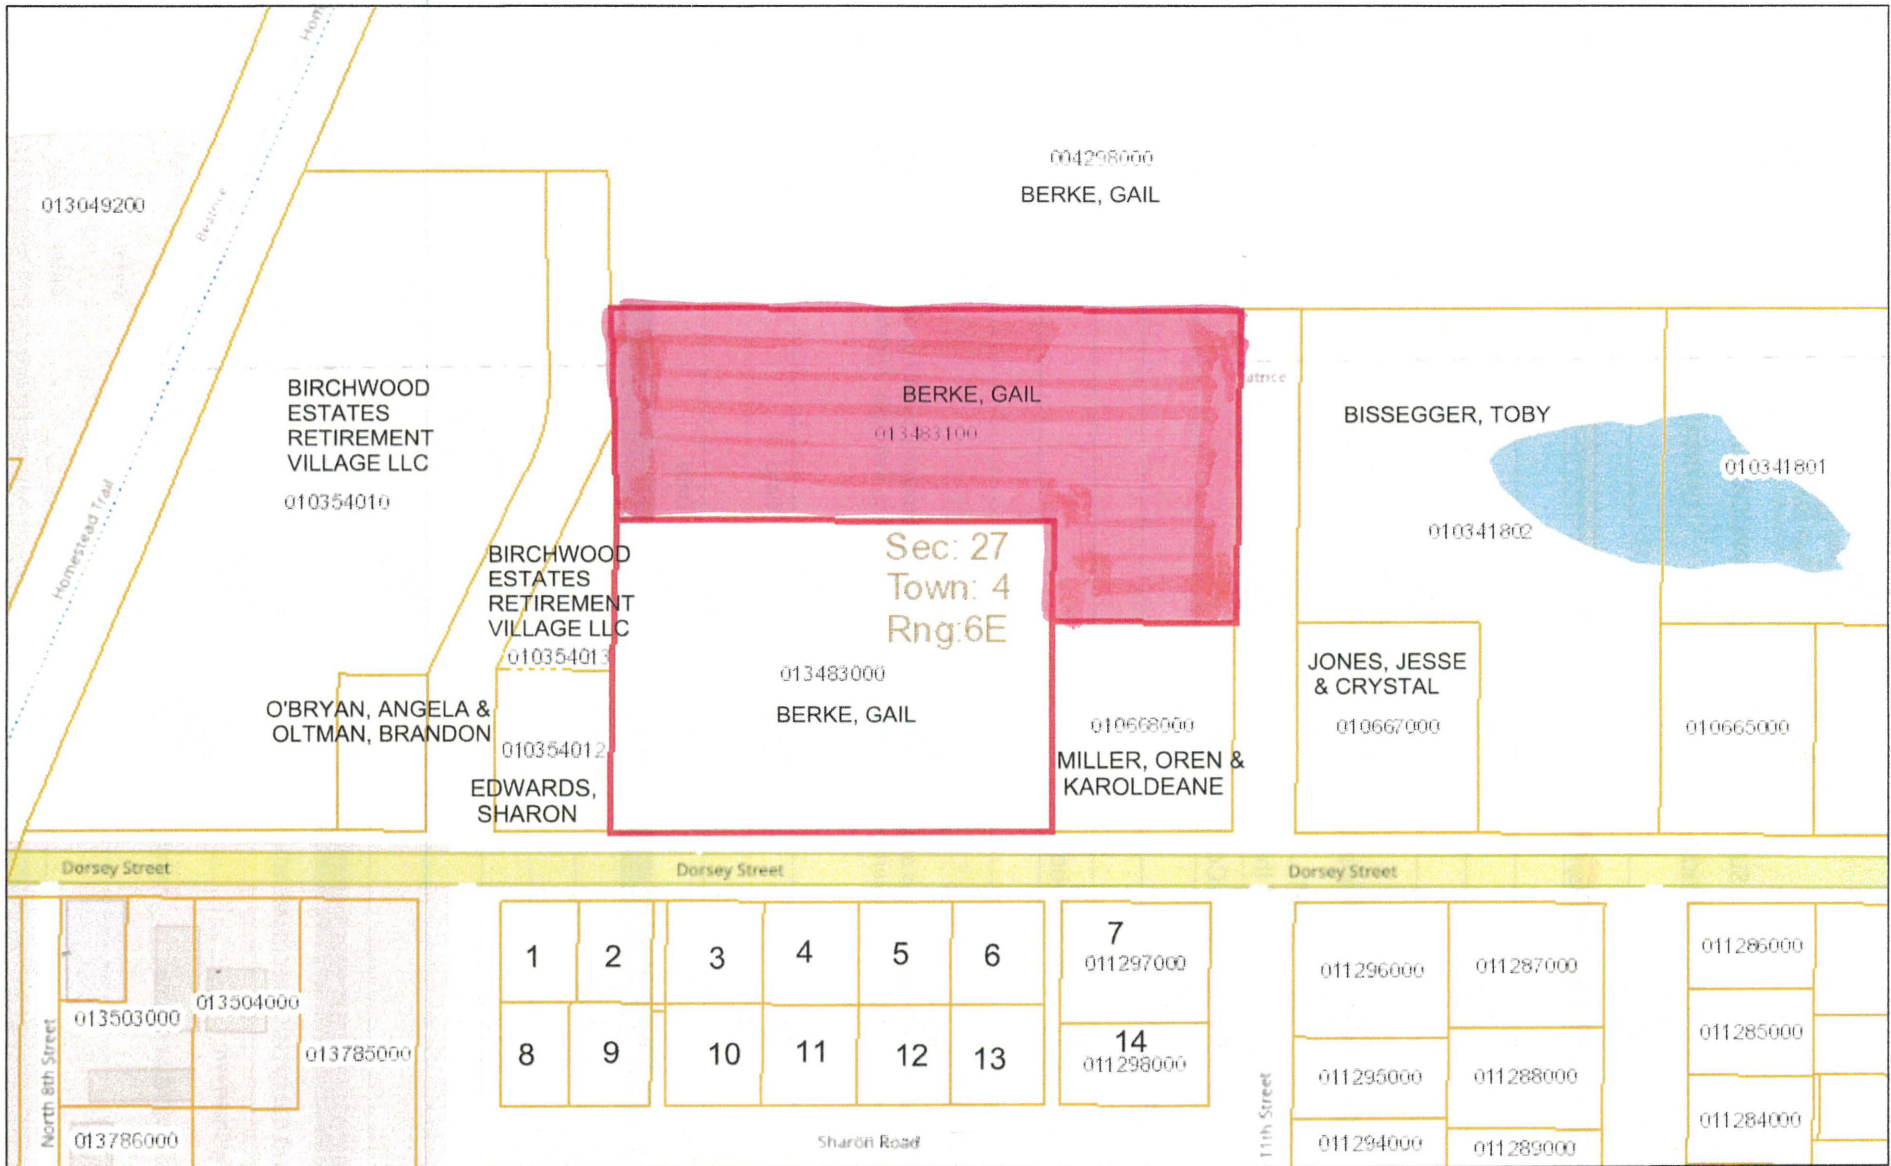 Hom
004298000
BERKE, GAIL
013049200
Beatrice
BIRCHWOOD
ESTATES
RETIREMENT
VILLAGE LLC
010354010
BERKE, GAIL
013483100
atrice
BISSEGGER, TOBY
010341801
010341802
Homestead Trail
BIRCHWOOD
ESTATES
RETIREMENT
VILLAGE LLC
010354013
Sec: 27
Town: 4
Rng:6E
013483000
BERKE, GAIL
O'BRYAN, ANGELA &
OLTMAN, BRANDON
010354012
EDWARDS,
SHARON
010668000
MILLER, OREN &
KAROLDEANE
JONES, JESSE
& CRYSTAL
010667000
010665000
Dorsey Street
Dorsey Street
Dorsey Street
1
2
3
4
5
6
7
011297000
011296000
011287000
011286000
013504000
013503000
013785000
8
9
10
11
12
13
14
011298000
011295000
011288000
011285000
North 8th Street
013786000
Sharon Road
11th Street
011294000
011289000
011284000